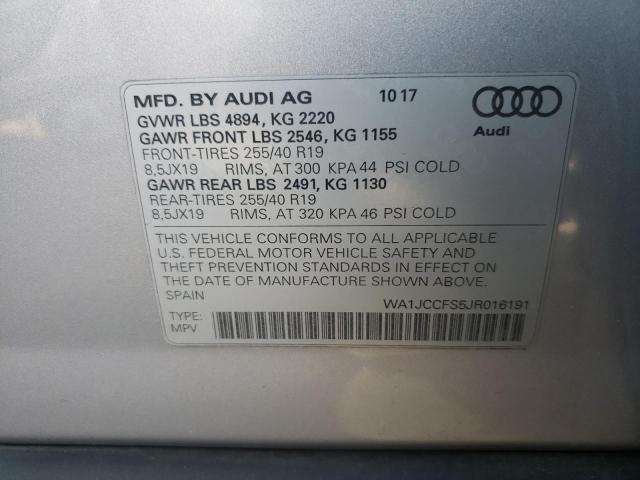 MFD. BY AUDI AG 10 17
GVWR LBS 4894, KG 2220
GAWR FRONT LBS 2546, KG 1155
FRONT-TIRES 255/40 R19
8,5JX19 RIMS, AT 300 KPA 44 PSI COLD
GAWR REAR LBS 2491, KG 1130
REAR-TIRES 255/40 R19
8,5JX19 RIMS, AT 320 KPA 46 PSI COLD
Audi
THIS VEHICLE CONFORMS TO ALL APPLICABLE
U.S. FEDERAL MOTOR VEHICLE SAFETY AND
THEFT PREVENTION STANDARDS IN EFFECT ON
THE DATE OF MANUFACTURE SHOWN ABOVE.
SPAIN WA1JCCFS5JR016191
TYPE:
MPV